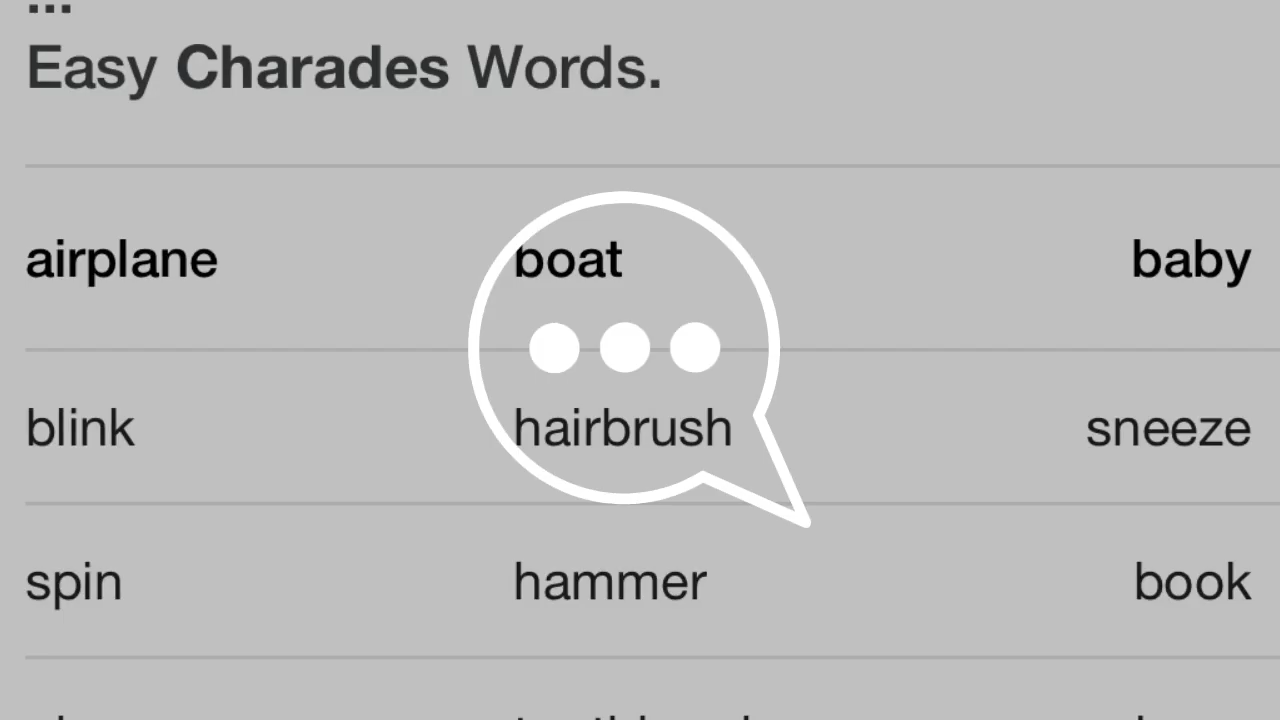 ...
Easy Charades Words.
airplane boat baby
blink hairbrush sneeze
spin hammer book